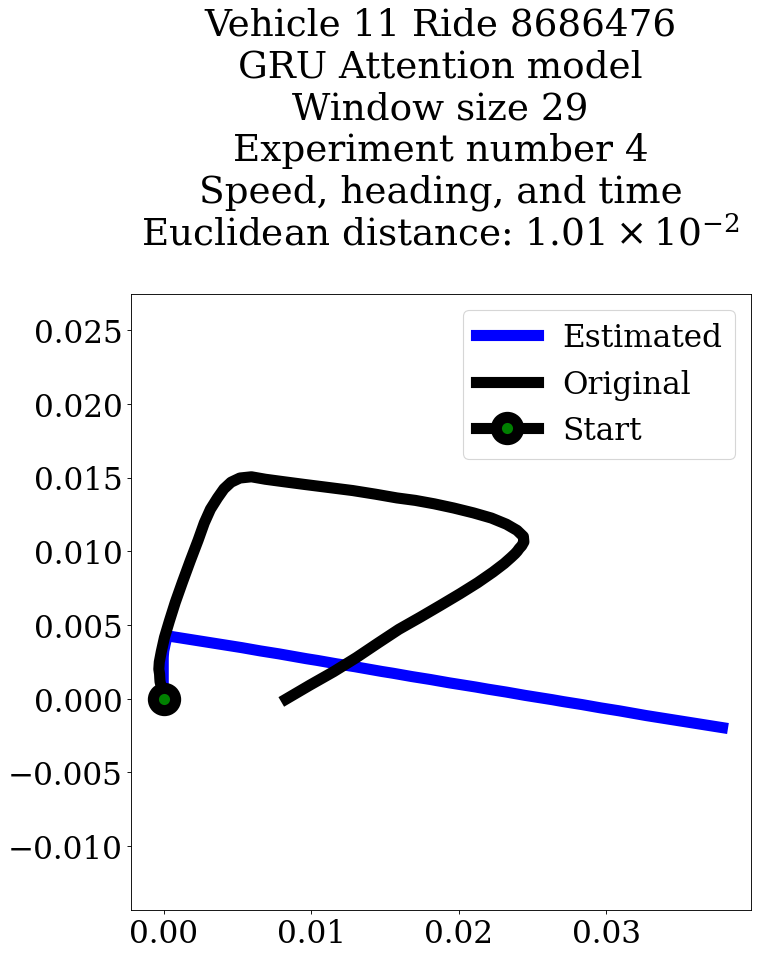 Vehicle 11 Ride 8686476
GRU Attention model
Window size 29
Experiment number 4
Speed, heading, and time
Euclidean distance: 1.01 × 10⁻²
Estimated
Original
Start
0.025
0.020
0.015
0.010
0.005
0.000
−0.005
−0.010
0.00
0.01
0.02
0.03